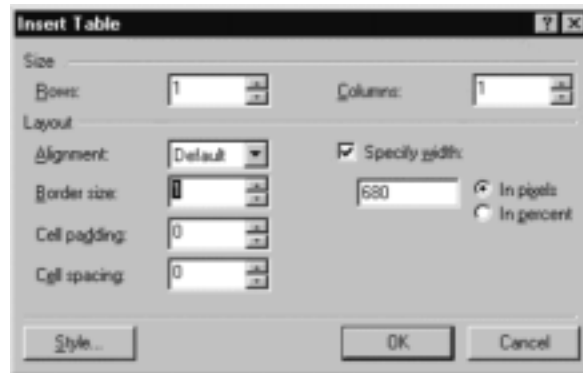 Insert Table
Size
Rows: 1 Columns: 1
Layout
Alignment: Default Specify width:
Border size: 1 680 In pixels
In percent
Cell padding: 0
Cell spacing: 0
Style... OK Cancel